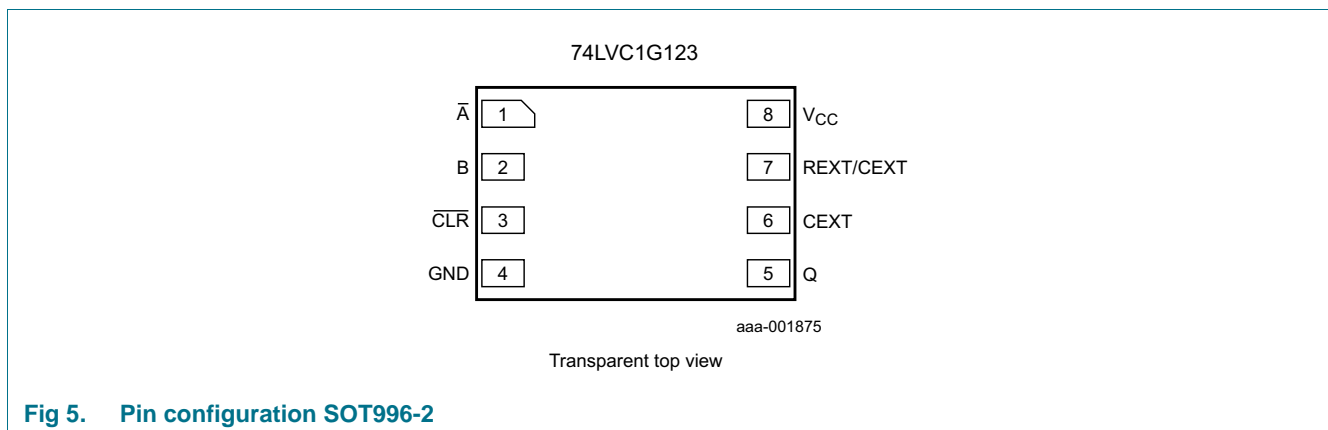 74LVC1G123
A̅ 1 8 VCC
B 2 7 REXT/CEXT
C̅L̅R̅ 3 6 CEXT
GND 4 5 Q
aaa-001875
Transparent top view
Fig 5. Pin configuration SOT996-2